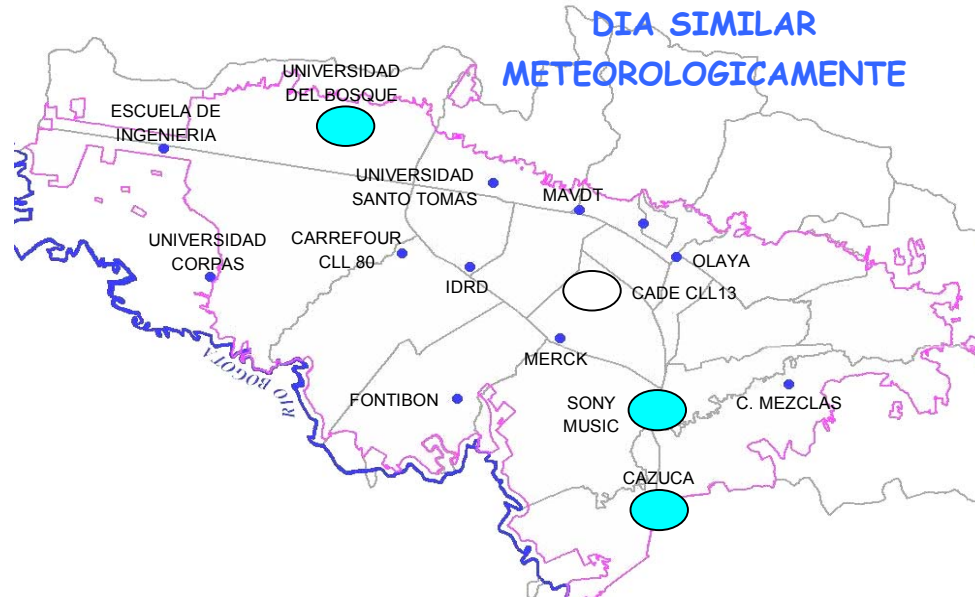 DIA SIMILAR
METEOROLOGICAMENTE
UNIVERSIDAD
DEL BOSQUE
ESCUELA DE
INGENIERIA
UNIVERSIDAD
SANTO TOMAS
MAVDT
UNIVERSIDAD
CORPAS
CARREFOUR
CLL 80
IDRD
OLAYA
CADE CLL13
MERCK
RIO BOGOTA
FONTIBON
SONY
MUSIC
C. MEZCLAS
CAZUCA